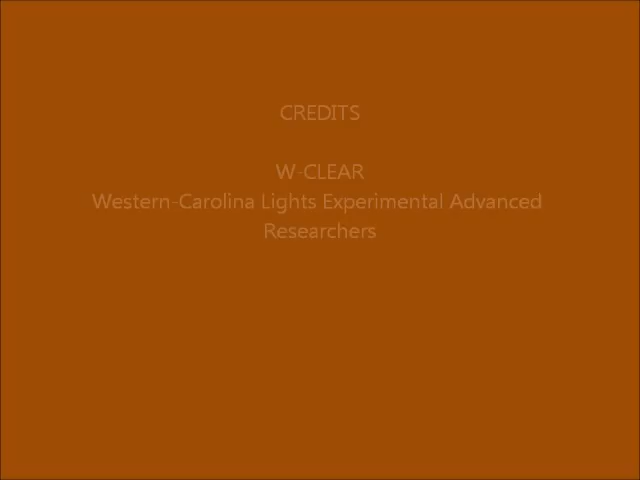 CREDITS
W-CLEAR
Western-Carolina Lights Experimental Advanced
Researchers